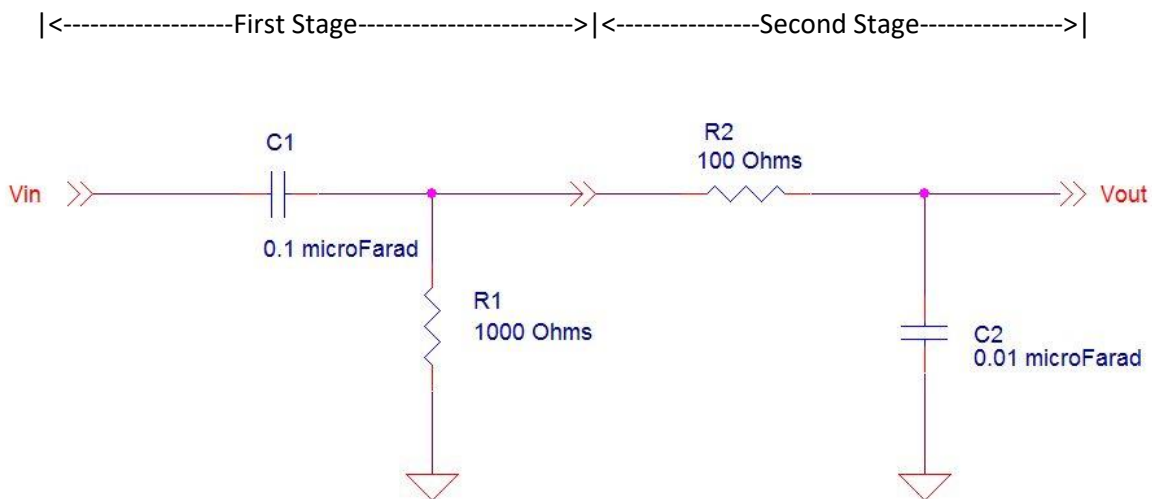 |<-----------------First Stage---------------------->|<--------------Second Stage-------------->|
C1
R2
100 Ohms
Vin
Vout
0.1 microFarad
R1
1000 Ohms
C2
0.01 microFarad